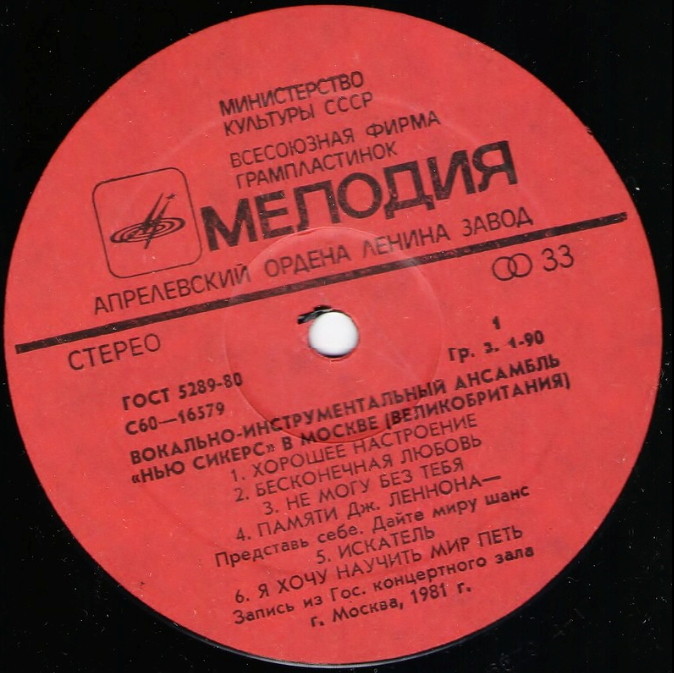 МИНИСТЕРСТВО
КУЛЬТУРЫ СССР
ВСЕСОЮЗНАЯ ФИРМА
ГРАМПЛАСТИНОК
МЕЛОДИЯ
АПРЕЛЕВСКИЙ ОРДЕНА ЛЕНИНА ЗАВОД
33
СТЕРЕО
1
ГОСТ 5289-80
Гр. 3. 1-90
С60—16579
ВОКАЛЬНО-ИНСТРУМЕНТАЛЬНЫЙ АНСАМБЛЬ
«НЬЮ СИКЕРС» В МОСКВЕ (ВЕЛИКОБРИТАНИЯ)
1. ХОРОШЕЕ НАСТРОЕНИЕ
2. БЕСКОНЕЧНАЯ ЛЮБОВЬ
3. НЕ МОГУ БЕЗ ТЕБЯ
4. ПАМЯТИ Дж. ЛЕННОНА—
Представь себе. Дайте миру шанс
5. ИСКАТЕЛЬ
6. Я ХОЧУ НАУЧИТЬ МИР ПЕТЬ
Запись из Гос. концертного зала
г. Москва, 1981 г.